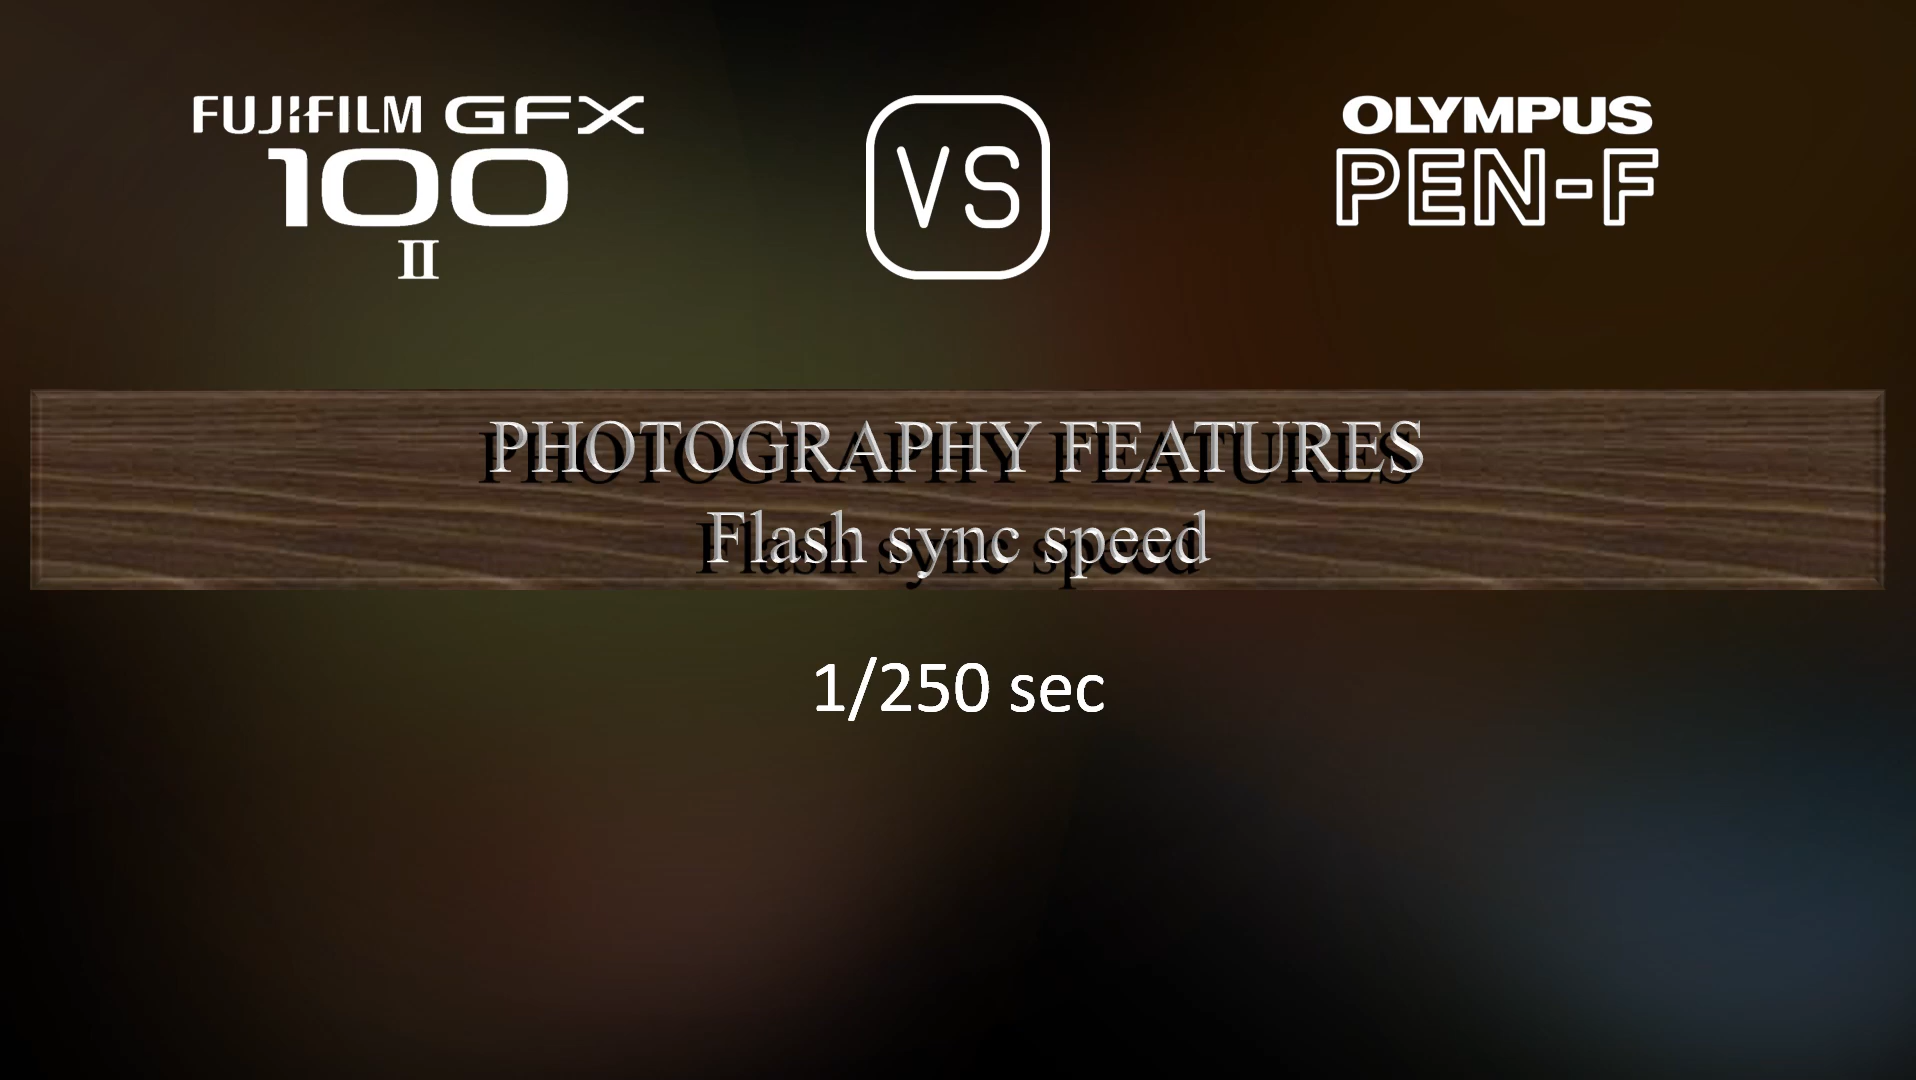 FUJIFILM GFX
100
II
VS
OLYMPUS
PEN-F
PHOTOGRAPHY FEATURES
Flash sync speed
1/250 sec